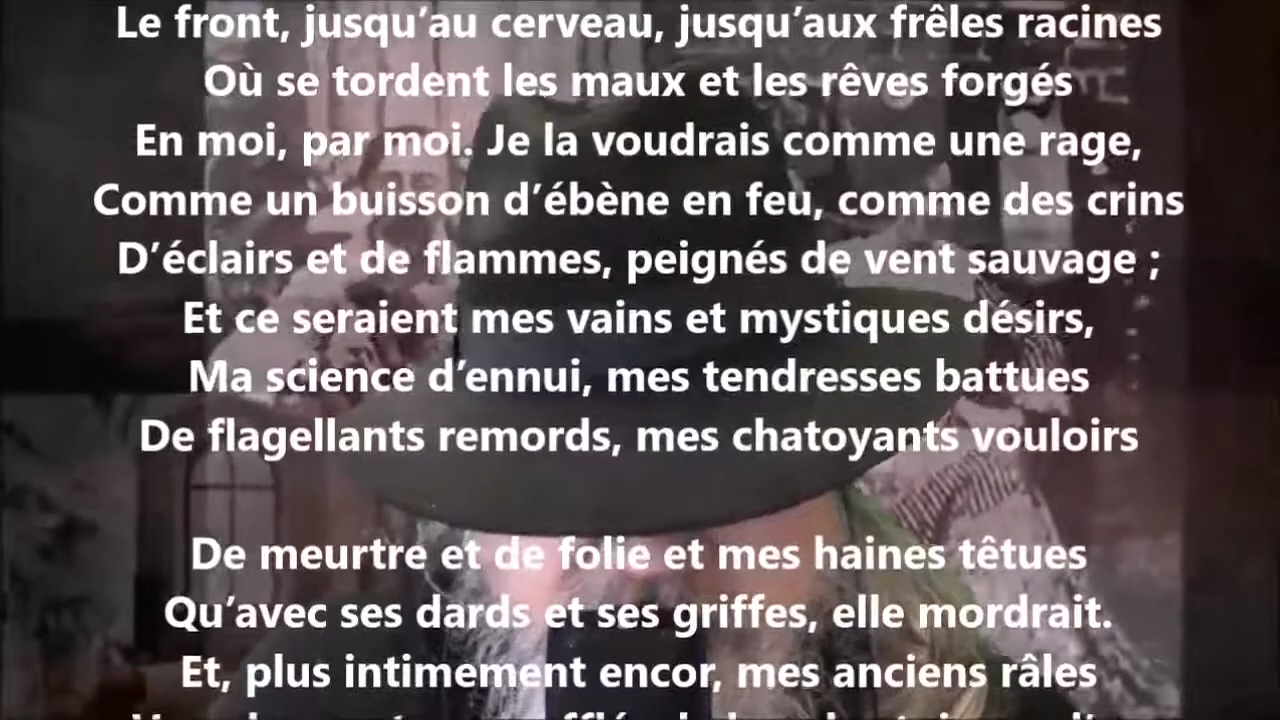 Le front, jusqu’au cerveau, jusqu’aux frêles racines
Où se tordent les maux et les rêves forgés
En moi, par moi. Je la voudrais comme une rage,
Comme un buisson d’ébène en feu, comme des crins
D’éclairs et de flammes, peignés de vent sauvage ;
Et ce seraient mes vains et mystiques désirs,
Ma science d’ennui, mes tendresses battues
De flagellants remords, mes chatoyants vouloirs
De meurtre et de folie et mes haines têtues
Qu’avec ses dards et ses griffes, elle mordrait.
Et, plus intimement encor, mes anciens râles